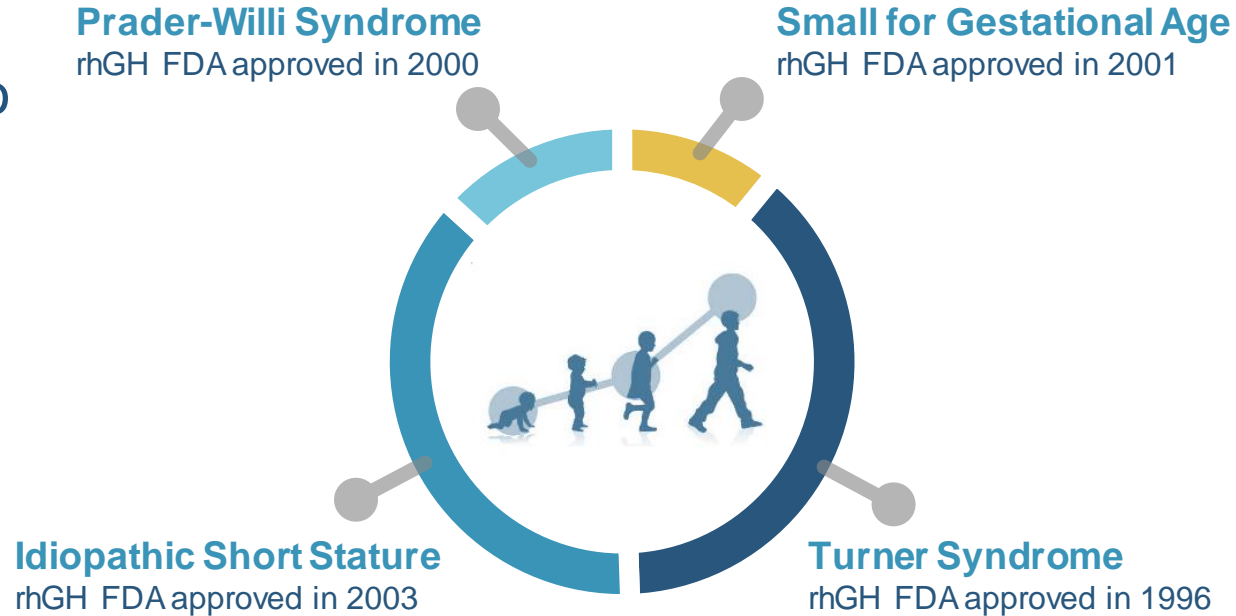 Prader-Willi Syndrome
rhGH FDA approved in 2000
Small for Gestational Age
rhGH FDA approved in 2001
Idiopathic Short Stature
rhGH FDA approved in 2003
Turner Syndrome
rhGH FDA approved in 1996